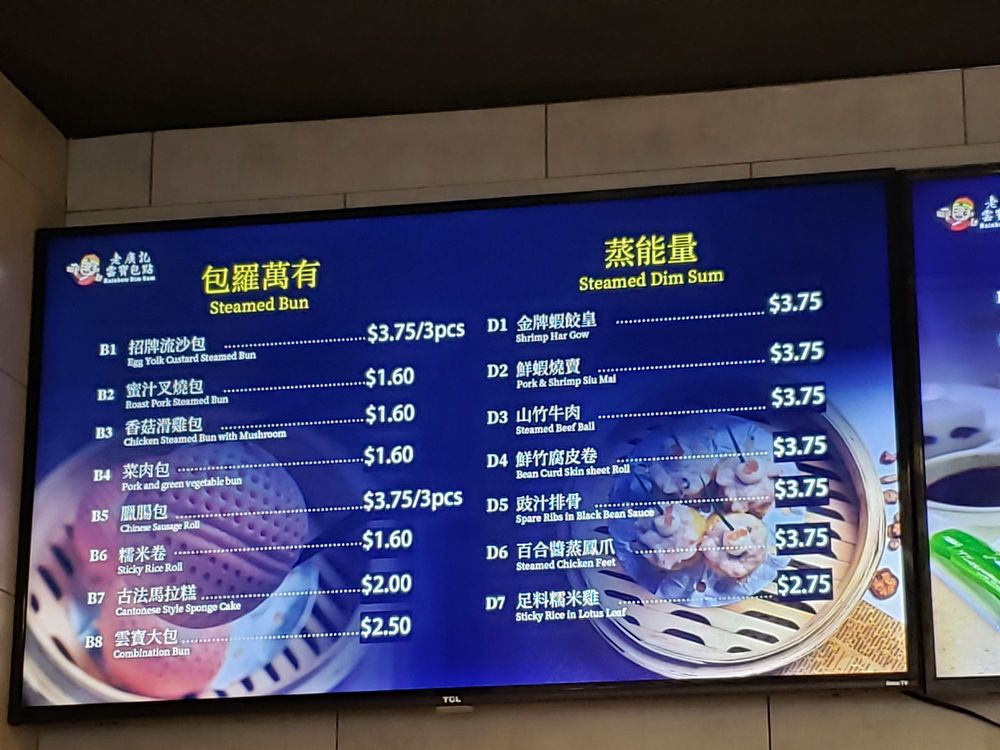 老廣記
雲寶包點
Rainbow Dim Sum
包羅萬有
Steamed Bun
B1 招牌流沙包 $3.75/3pcs
Egg Yolk Custard Steamed Bun
B2 蜜汁叉燒包 $1.60
Roast Pork Steamed Bun
B3 香菇滑雞包 $1.60
Chicken Steamed Bun with Mushroom
B4 菜肉包 $1.60
Pork and green vegetable bun
B5 臘腸包 $3.75/3pcs
Chinese Sausage Roll
B6 糯米卷 $1.60
Sticky Rice Roll
B7 古法馬拉糕 $2.00
Cantonese Style Sponge Cake
B8 雲寶大包 $2.50
Combination Bun
蒸能量
Steamed Dim Sum
D1 金牌蝦餃皇 $3.75
Shrimp Har Gow
D2 鮮蝦燒賣 $3.75
Pork & Shrimp Siu Mai
D3 山竹牛肉 $3.75
Steamed Beef Ball
D4 鮮竹腐皮卷 $3.75
Bean Curd Skin sheet Roll
D5 豉汁排骨 $3.75
Spare Ribs in Black Bean Sauce
D6 百合醬蒸鳳爪 $3.75
Steamed Chicken Feet
D7 足料糯米雞 $2.75
Sticky Rice in Lotus Leaf
TCL
Roku TV
老
雲